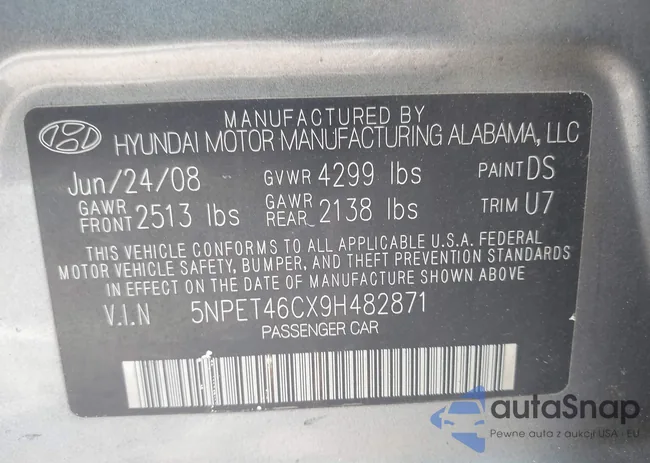 MANUFACTURED BY
HYUNDAI MOTOR MANUFACTURING ALABAMA, LLC
Jun/24/08 GVWR 4299 lbs PAINT DS
GAWR FRONT 2513 lbs GAWR REAR 2138 lbs TRIM U7
THIS VEHICLE CONFORMS TO ALL APPLICABLE U.S.A. FEDERAL
MOTOR VEHICLE SAFETY, BUMPER, AND THEFT PREVENTION STANDARDS
IN EFFECT ON THE DATE OF MANUFACTURE SHOWN ABOVE
V.I.N 5NPET46CX9H482871
PASSENGER CAR
autaSnap
Pewne auta z aukcji USA - EU